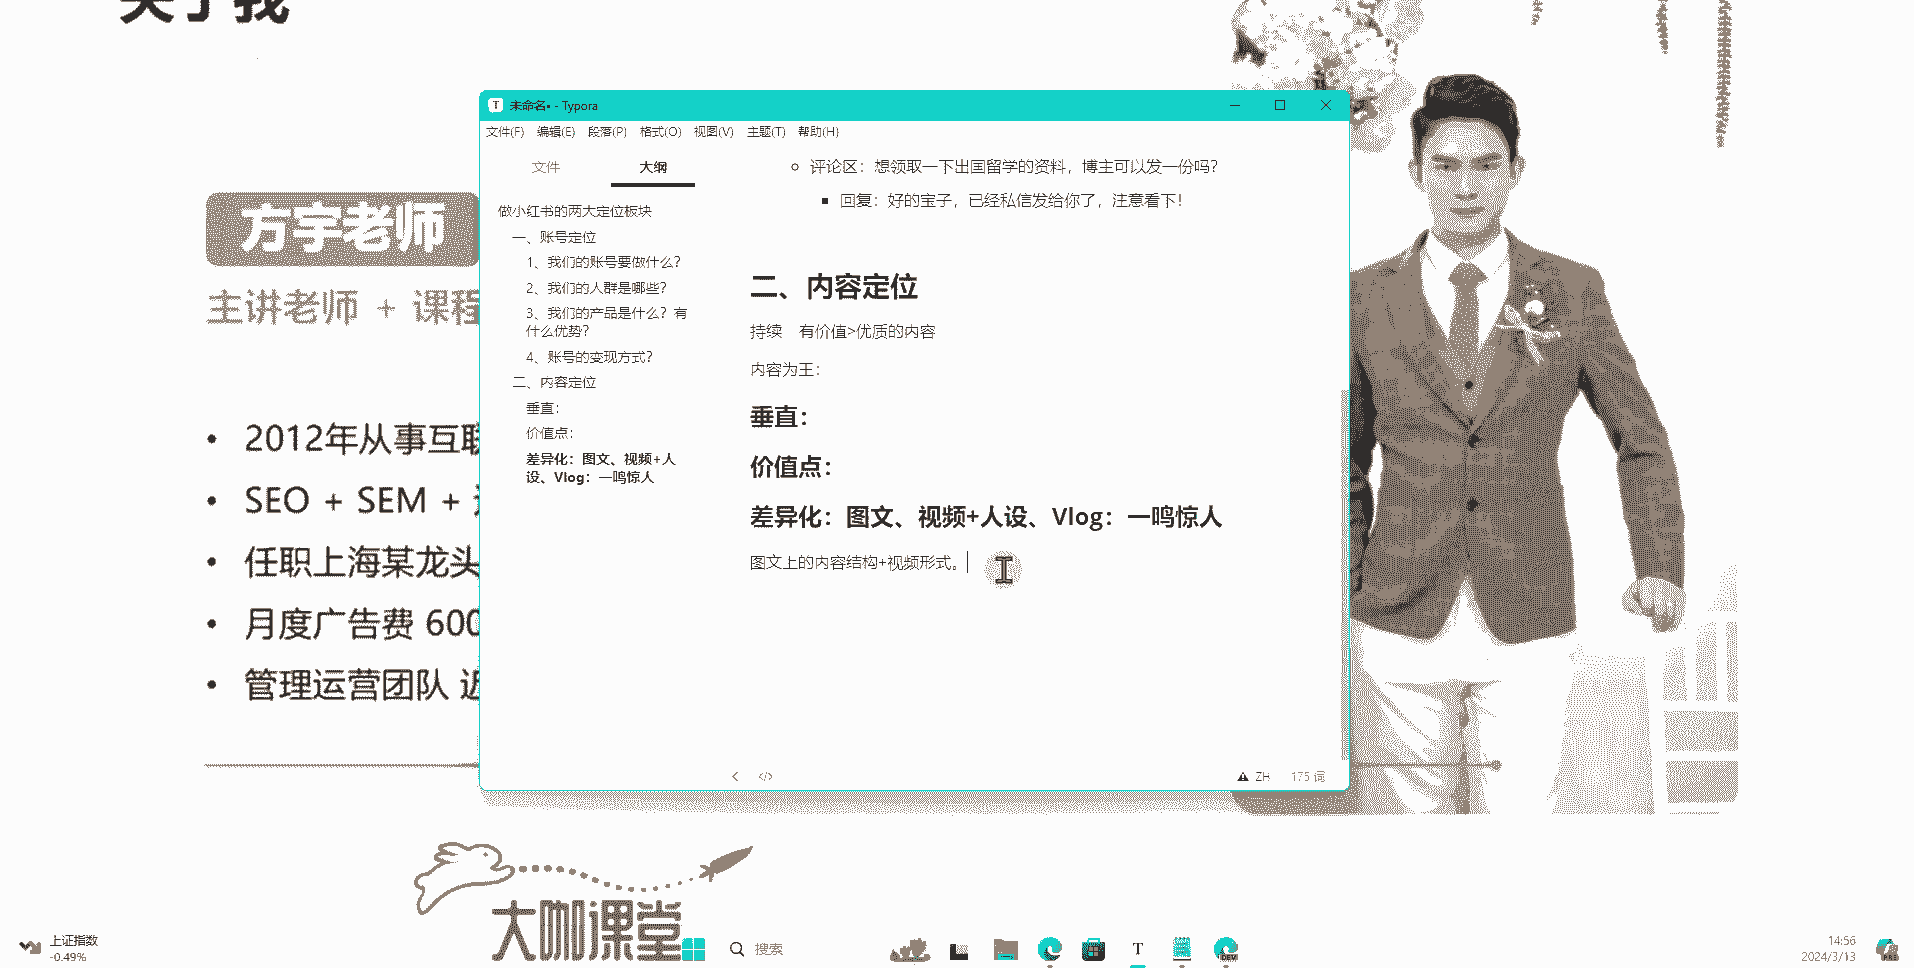 关于我
方宇老师
主讲老师 + 课程
• 2012年从事互联
• SEO + SEM +
• 任职上海某龙头
• 月度广告费 600
• 管理运营团队 近
未命名• - Typora
文件(F) 编辑(E) 段落(P) 格式(O) 视图(V) 主题(T) 帮助(H)
文件 大纲
做小红书的两大定位板块
一、账号定位
1、我们的账号要做什么？
2、我们的人群是哪些？
3、我们的产品是什么？有
什么优势？
4、账号的变现方式？
二、内容定位
垂直：
价值点：
差异化：图文、视频+人
设、Vlog：一鸣惊人
评论区：想领取一下出国留学的资料，博主可以发一份吗？
回复：好的宝子，已经私信发给你了，注意看下！
二、内容定位
持续 有价值>优质的内容
内容为王：
垂直：
价值点：
差异化：图文、视频+人设、Vlog：一鸣惊人
图文上的内容结构+视频形式。
</> ZH 175 词
大咖课堂
上证指数
-0.49%
搜索
T
DEV
14:56
2024/3/13
PRE